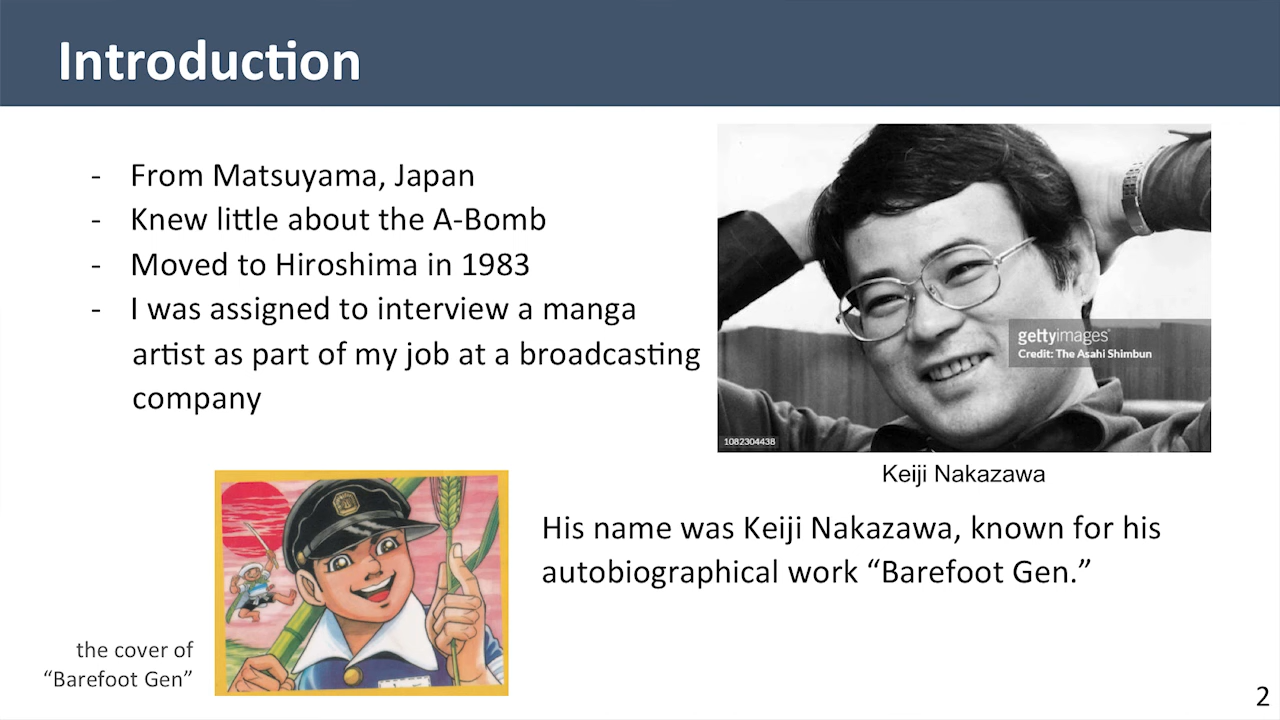 Introduction
- From Matsuyama, Japan
- Knew little about the A-Bomb
- Moved to Hiroshima in 1983
- I was assigned to interview a manga
artist as part of my job at a broadcasting
company
gettyimages®
Credit: The Asahi Shimbun
1082304438
Keiji Nakazawa
His name was Keiji Nakazawa, known for his
autobiographical work “Barefoot Gen.”
the cover of
“Barefoot Gen”
2